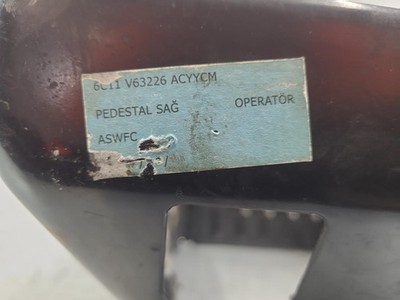 6C11 V63226 ACYYCM
PEDESTAL SAĞ OPERATÖR
ASWFC